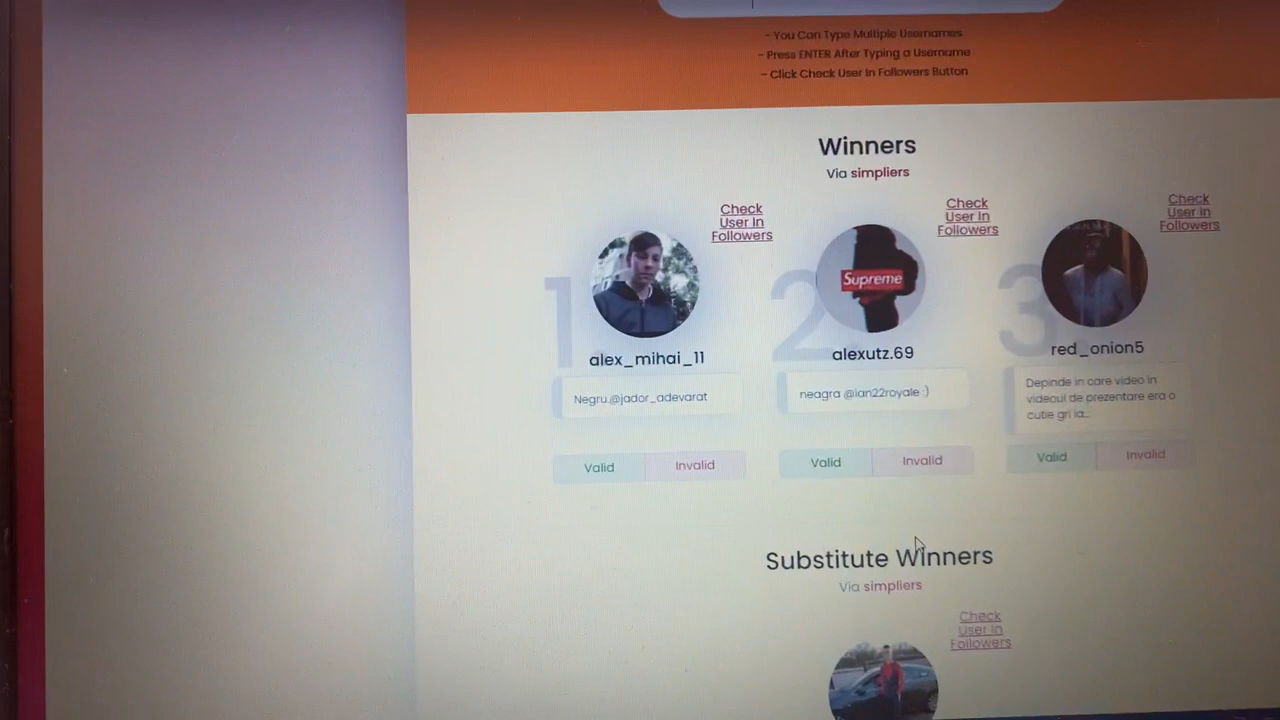 - You Can Type Multiple Usernames
- Press ENTER After Typing a Username
- Click Check User In Followers Button
Winners
Via simpliers
Check
User In
Followers
Check
User In
Followers
Check
User In
Followers
1
2
3
Supreme
alex_mihai_11
alexutz.69
red_onion5
Negru.@jador_adevarat
neagra @ian22royale :)
Depinde in care video in
videoul de prezentare era o
cutie gri ia...
Valid
Invalid
Valid
Invalid
Valid
Invalid
Substitute Winners
Via simpliers
Check
User In
Followers